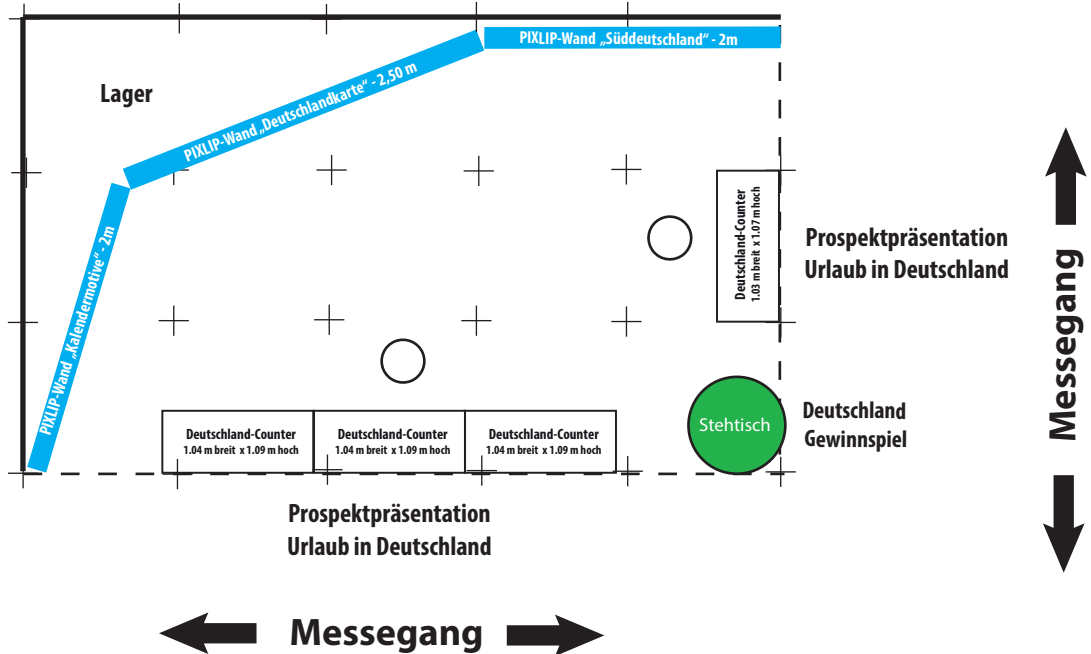 PIXLIP-Wand „Süddeutschland“ - 2m
PIXLIP-Wand „Deutschlandkarte“ - 2,50 m
Lager
PIXLIP-Wand „Kalendermotive“ - 2m
Deutschland-Counter
1.03 m breit x 1.07 m hoch
Prospektpräsentation
Urlaub in Deutschland
Messegang
Stehtisch
Deutschland
Gewinnspiel
Deutschland-Counter
1.04 m breit x 1.09 m hoch
Deutschland-Counter
1.04 m breit x 1.09 m hoch
Deutschland-Counter
1.04 m breit x 1.09 m hoch
Prospektpräsentation
Urlaub in Deutschland
Messegang